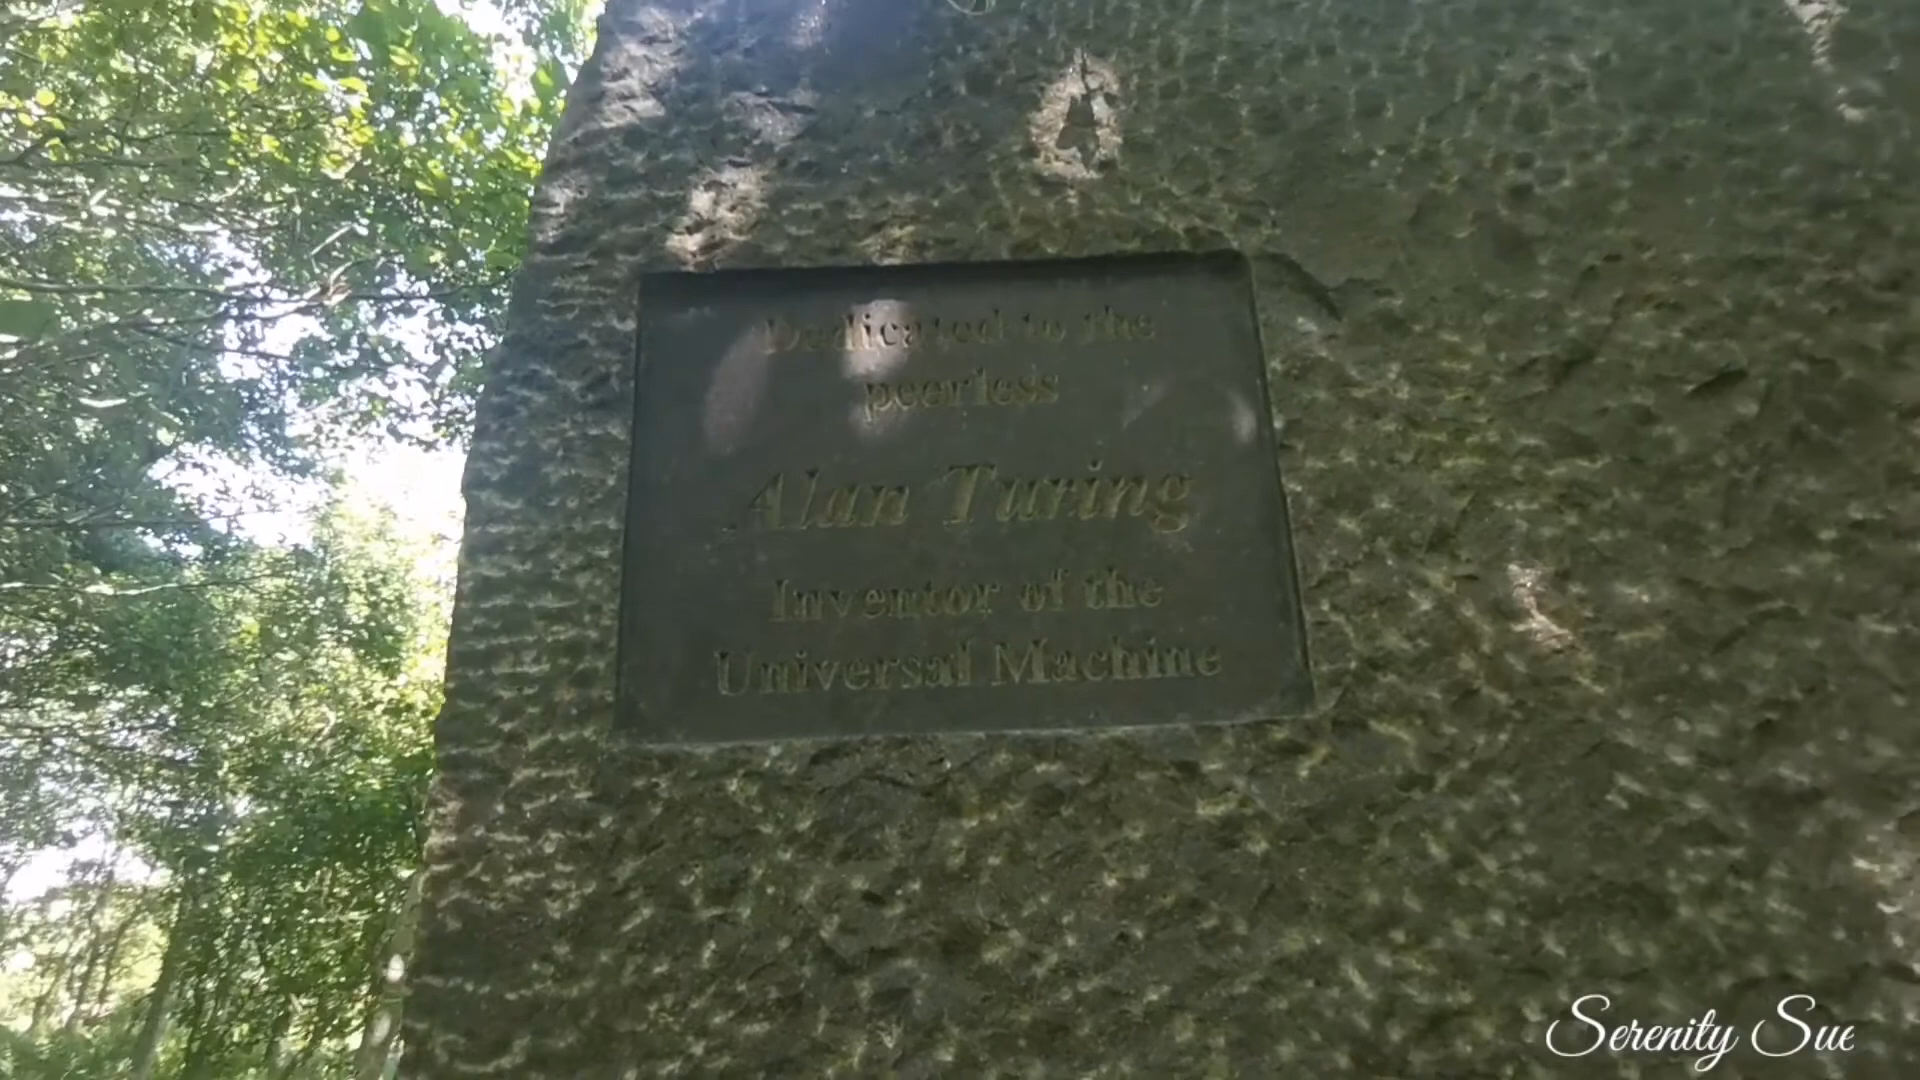 Dedicated to the
peerless
Alan Turing
Inventor of the
Universal Machine
Serenity Sue